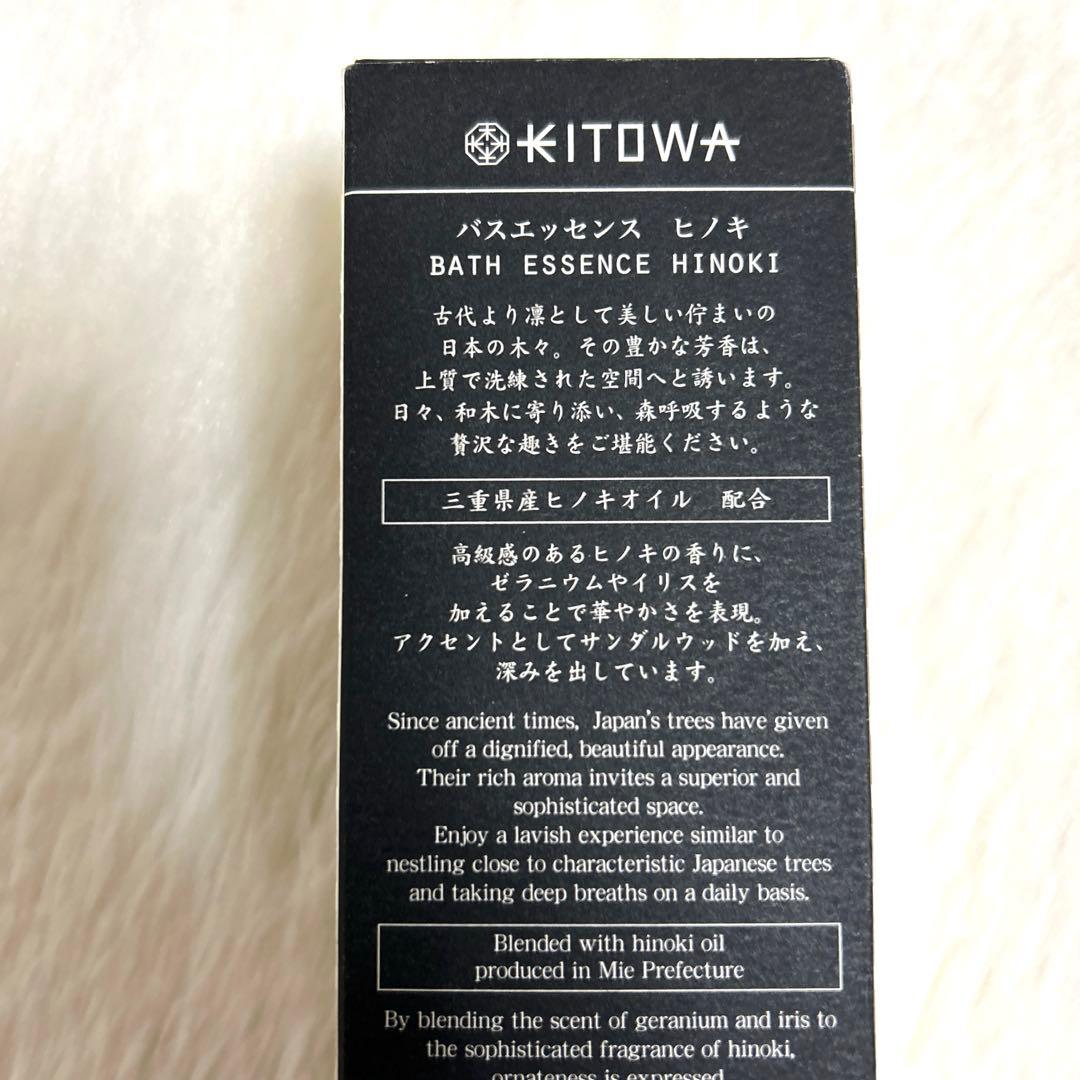 KITOWA
バスエッセンス　ヒノキ
BATH ESSENCE HINOKI
古代より凛として美しい佇まいの
日本の木々。その豊かな芳香は、
上質で洗練された空間へと誘います。
日々、和木に寄り添い、森呼吸するような
贅沢な趣きをご堪能ください。
三重県産ヒノキオイル　配合
高級感のあるヒノキの香りに、
ゼラニウムやイリスを
加えることで華やかさを表現。
アクセントとしてサンダルウッドを加え、
深みを出しています。
Since ancient times, Japan's trees have given
off a dignified, beautiful appearance.
Their rich aroma invites a superior and
sophisticated space.
Enjoy a lavish experience similar to
nestling close to characteristic Japanese trees
and taking deep breaths on a daily basis.
Blended with hinoki oil
produced in Mie Prefecture
By blending the scent of geranium and iris to
the sophisticated fragrance of hinoki,
ornateness is expressed.